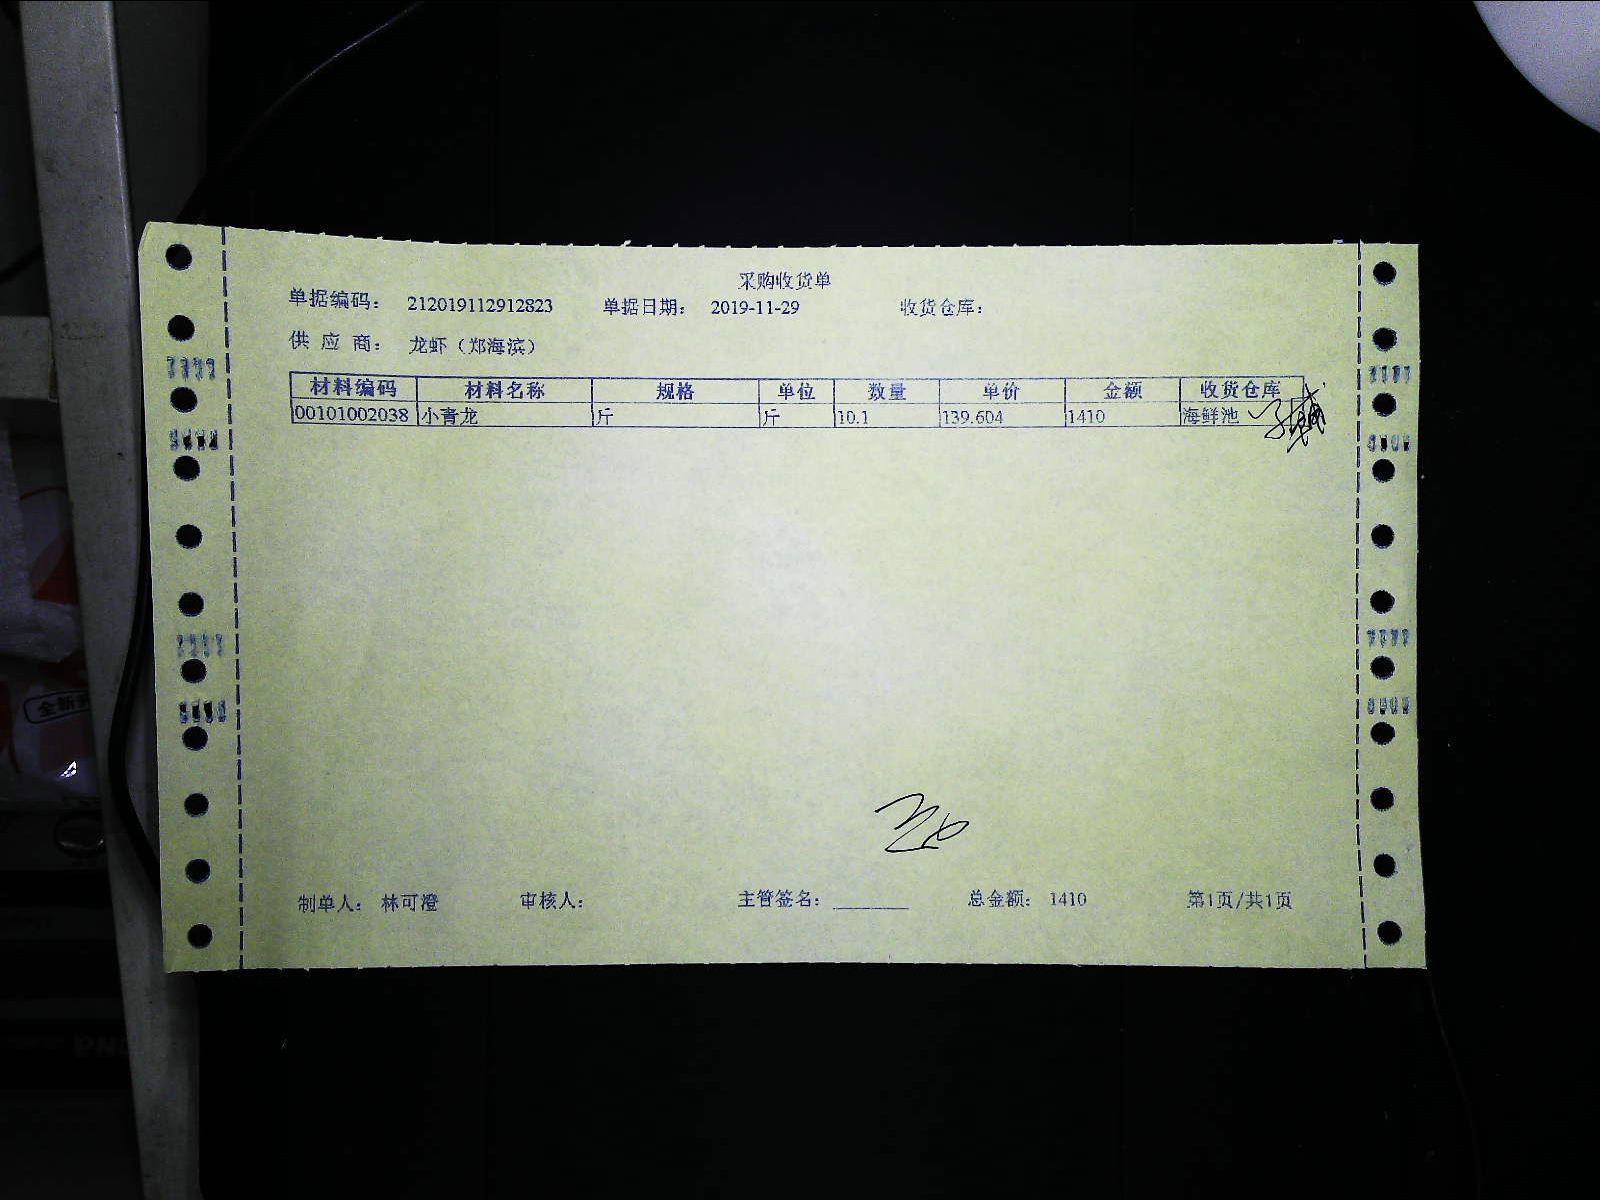 采购收货单
单据编码： 212019112912823 单据日期： 2019-11-29 收货仓库：
供 应 商： 龙虾（郑海滨）
材料编码 材料名称 规格 单位 数量 单价 金额 收货仓库
00101002038 小青龙 斤 斤 10.1 139.604 1410 海鲜池
制单人： 林可澄 审核人： 主管签名：________ 总金额： 1410 第1页/共1页
全新